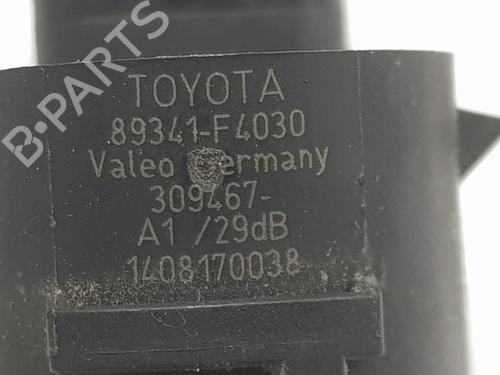 B-PARTS
TOYOTA
89341-F4030
Valeo Germany
309467-
A1 /29dB
1408170038